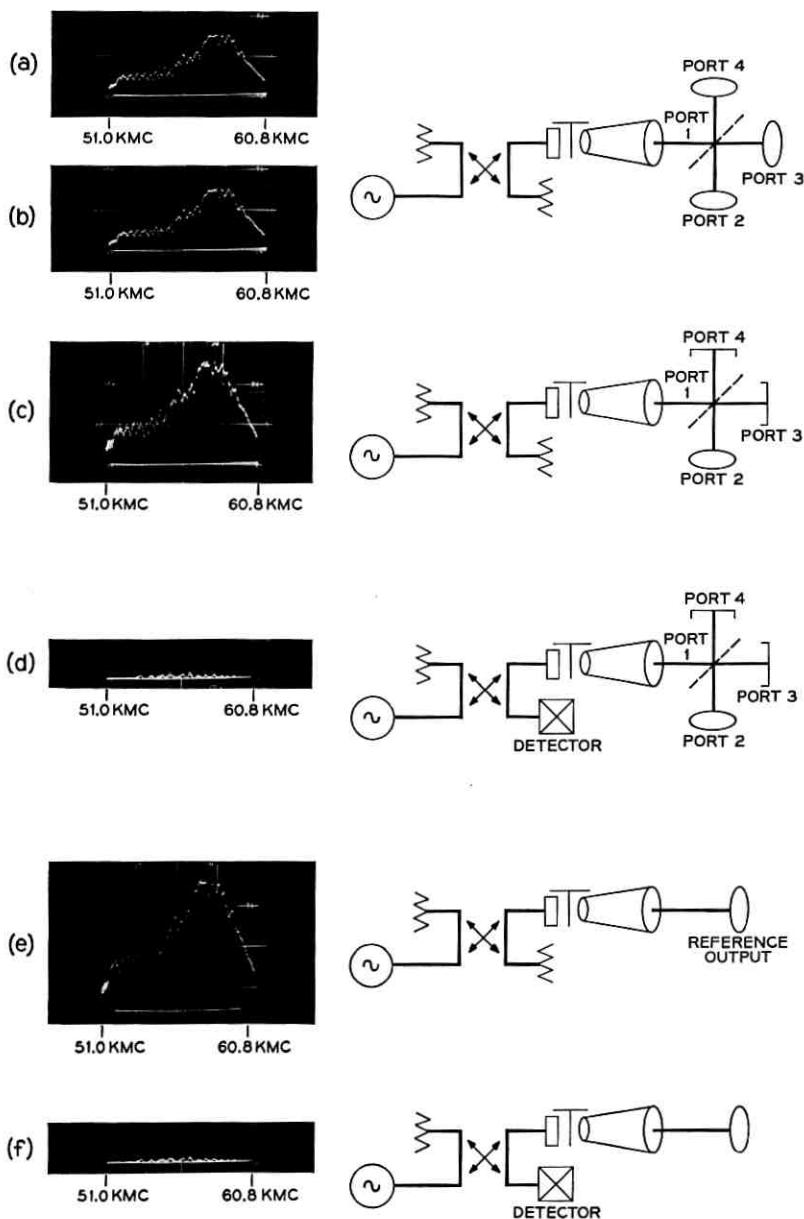 (a)
51.0 KMC 60.8 KMC
(b)
51.0 KMC 60.8 KMC
PORT 4
PORT 1
PORT 3
PORT 2
~
(c)
51.0 KMC 60.8 KMC
PORT 4
PORT 1
PORT 3
PORT 2
~
(d)
51.0 KMC 60.8 KMC
PORT 4
PORT 1
PORT 3
DETECTOR
PORT 2
~
(e)
51.0 KMC 60.8 KMC
REFERENCE
OUTPUT
~
(f)
51.0 KMC 60.8 KMC
DETECTOR
~